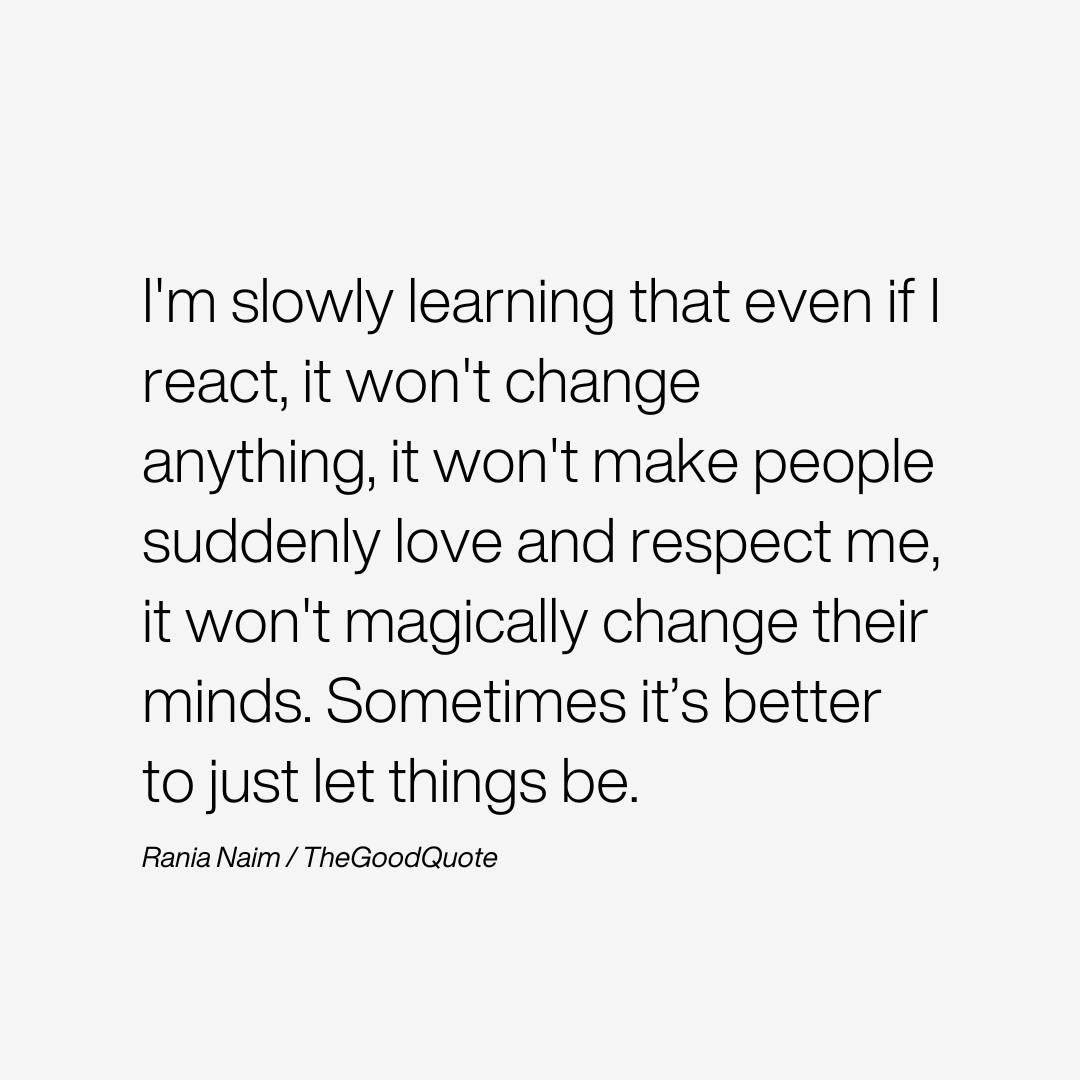 I'm slowly learning that even if I
react, it won't change
anything, it won't make people
suddenly love and respect me,
it won't magically change their
minds. Sometimes it’s better
to just let things be.
Rania Naim / TheGoodQuote